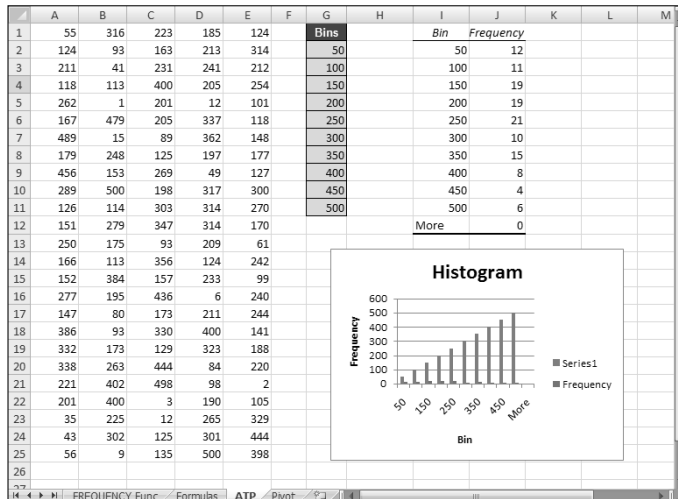 A B C D E F G H I J K L M
1 55 316 223 185 124 Bins Bin Frequency
2 124 93 163 213 314 50 50 12
3 211 41 231 241 212 100 100 11
4 118 113 400 205 254 150 150 19
5 262 1 201 12 101 200 200 19
6 167 479 205 337 118 250 250 21
7 489 15 89 362 148 300 300 10
8 179 248 125 197 177 350 350 15
9 456 153 269 49 127 400 400 8
10 289 500 198 317 300 450 450 4
11 126 114 303 314 270 500 500 6
12 151 279 347 314 170 More 0
13 250 175 93 209 61
14 166 113 356 124 242
15 152 384 157 233 99
16 277 195 436 6 240
17 147 80 173 211 244
18 386 93 330 400 141
19 332 173 129 323 188
20 338 263 444 84 220
21 221 402 498 98 2
22 201 400 3 190 105
23 35 225 12 265 329
24 43 302 125 301 444
25 56 9 135 500 398
26
27
Histogram
Frequency
600
500
400
300
200
100
0
50 150 250 350 450 More
Bin
Series1
Frequency
FREQUENCY Func Formulas ATP Pivot